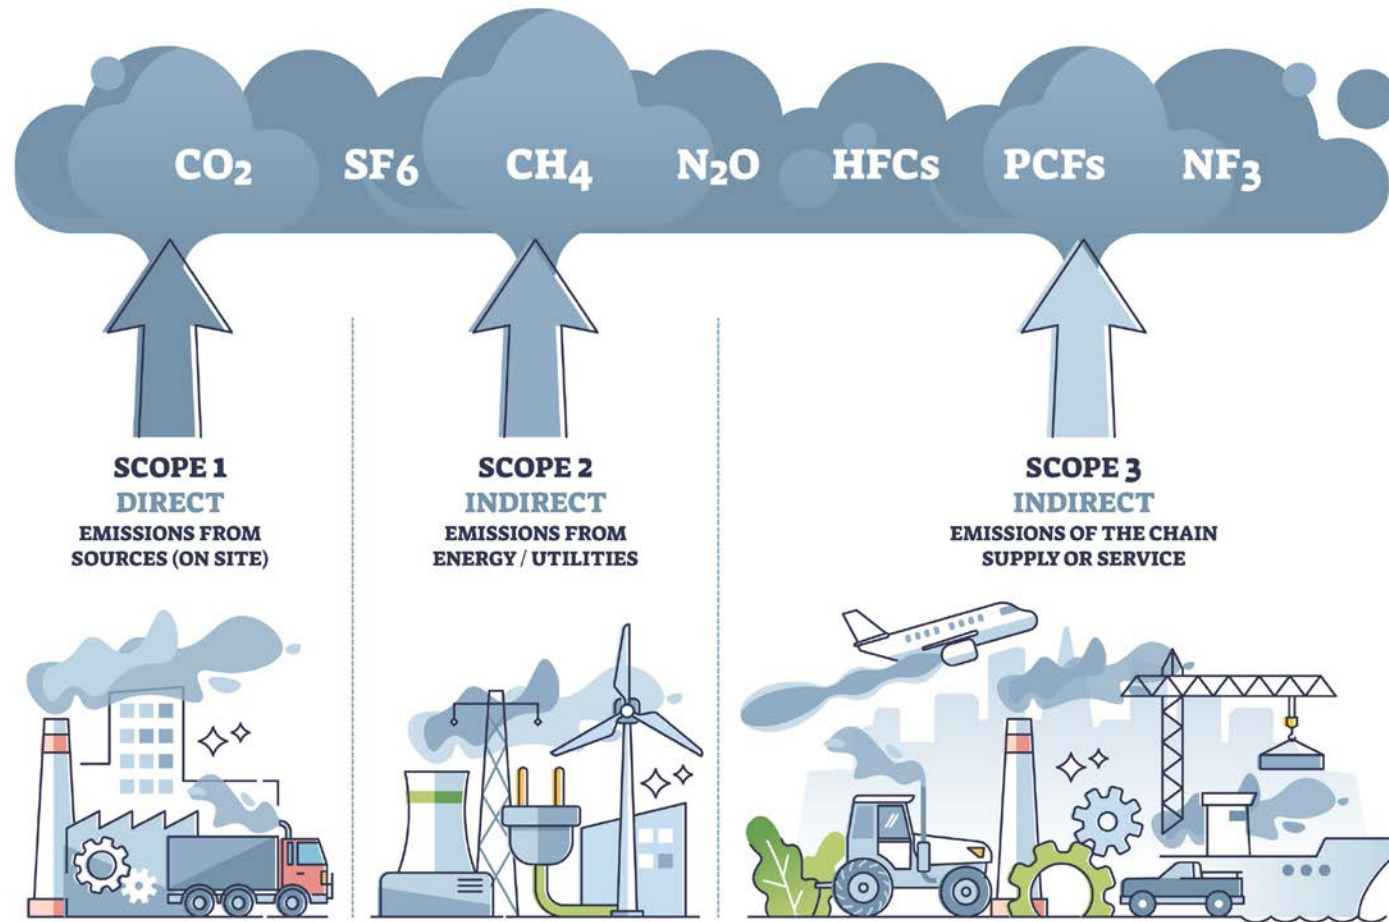 CO₂ SF₆ CH₄ N₂O HFCs PCFs NF₃
SCOPE 1
DIRECT
EMISSIONS FROM
SOURCES (ON SITE)
SCOPE 2
INDIRECT
EMISSIONS FROM
ENERGY / UTILITIES
SCOPE 3
INDIRECT
EMISSIONS OF THE CHAIN
SUPPLY OR SERVICE